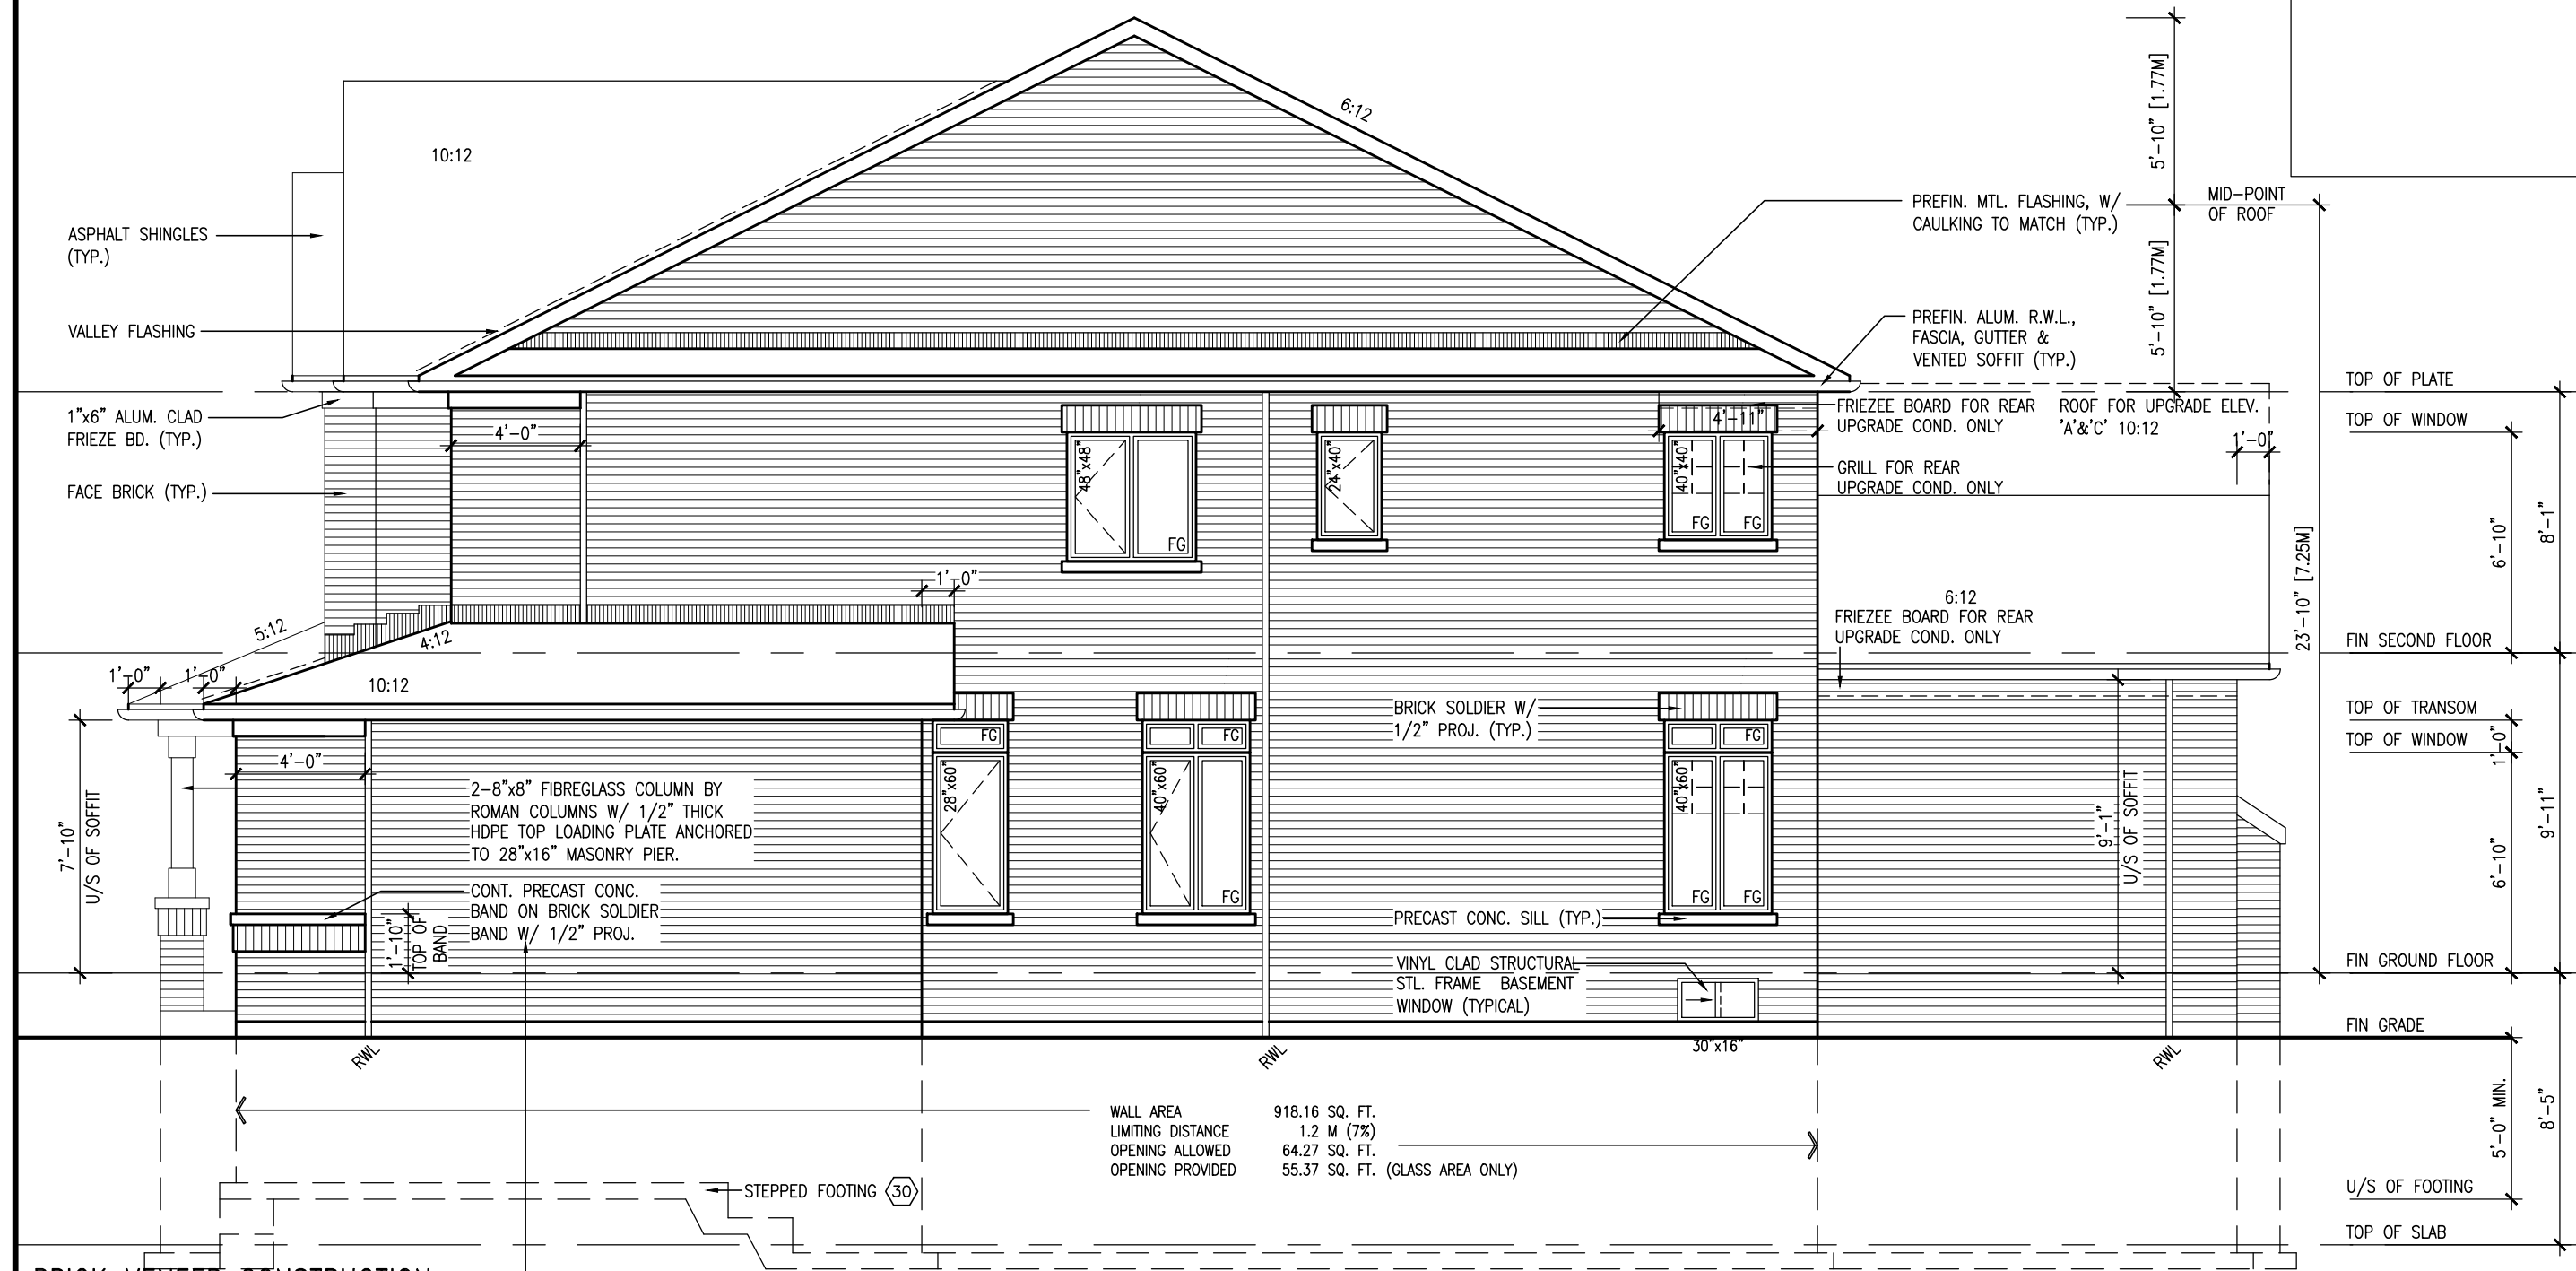 6:12
10:12
5'-10" [1.77M]
MID-POINT
OF ROOF
5'-10" [1.77M]
PREFIN. MTL. FLASHING, W/
CAULKING TO MATCH (TYP.)
ASPHALT SHINGLES
(TYP.)
VALLEY FLASHING
PREFIN. ALUM. R.W.L.,
FASCIA, GUTTER &
VENTED SOFFIT (TYP.)
1"x6" ALUM. CLAD
FRIEZE BD. (TYP.)
FACE BRICK (TYP.)
4'-0"
48"x48"
FG
24"x40"
4'-11"
40"x40"
FG
FG
FRIEZEE BOARD FOR REAR
UPGRADE COND. ONLY
ROOF FOR UPGRADE ELEV.
'A'&'C' 10:12
1'-0"
GRILL FOR REAR
UPGRADE COND. ONLY
TOP OF PLATE
TOP OF WINDOW
6'-10"
8'-1"
23'-10" [7.25M]
FIN SECOND FLOOR
1'-0"
5:12
4:12
1'-0"
1'-0"
10:12
6:12
FRIEZEE BOARD FOR REAR
UPGRADE COND. ONLY
TOP OF TRANSOM
TOP OF WINDOW
1'-0"
6'-10"
9'-11"
BRICK SOLDIER W/
1/2" PROJ. (TYP.)
FG
28"x60"
FG
40"x60"
FG
FG
40"x60"
FG
FG
4'-0"
2-8"x8" FIBREGLASS COLUMN BY
ROMAN COLUMNS W/ 1/2" THICK
HDPE TOP LOADING PLATE ANCHORED
TO 28"x16" MASONRY PIER.
7'-10"
U/S OF SOFFIT
9'-1"
U/S OF SOFFIT
CONT. PRECAST CONC.
BAND ON BRICK SOLDIER
BAND W/ 1/2" PROJ.
1'-10"
TOP OF
BAND
PRECAST CONC. SILL (TYP.)
VINYL CLAD STRUCTURAL
STL. FRAME BASEMENT
WINDOW (TYPICAL)
30"x16"
FIN GROUND FLOOR
FIN GRADE
RWL
RWL
RWL
WALL AREA 918.16 SQ. FT.
LIMITING DISTANCE 1.2 M (7%)
OPENING ALLOWED 64.27 SQ. FT.
OPENING PROVIDED 55.37 SQ. FT. (GLASS AREA ONLY)
STEPPED FOOTING 30
5'-0" MIN.
8'-5"
U/S OF FOOTING
TOP OF SLAB
BRICK VENEER CONSTRUCTION